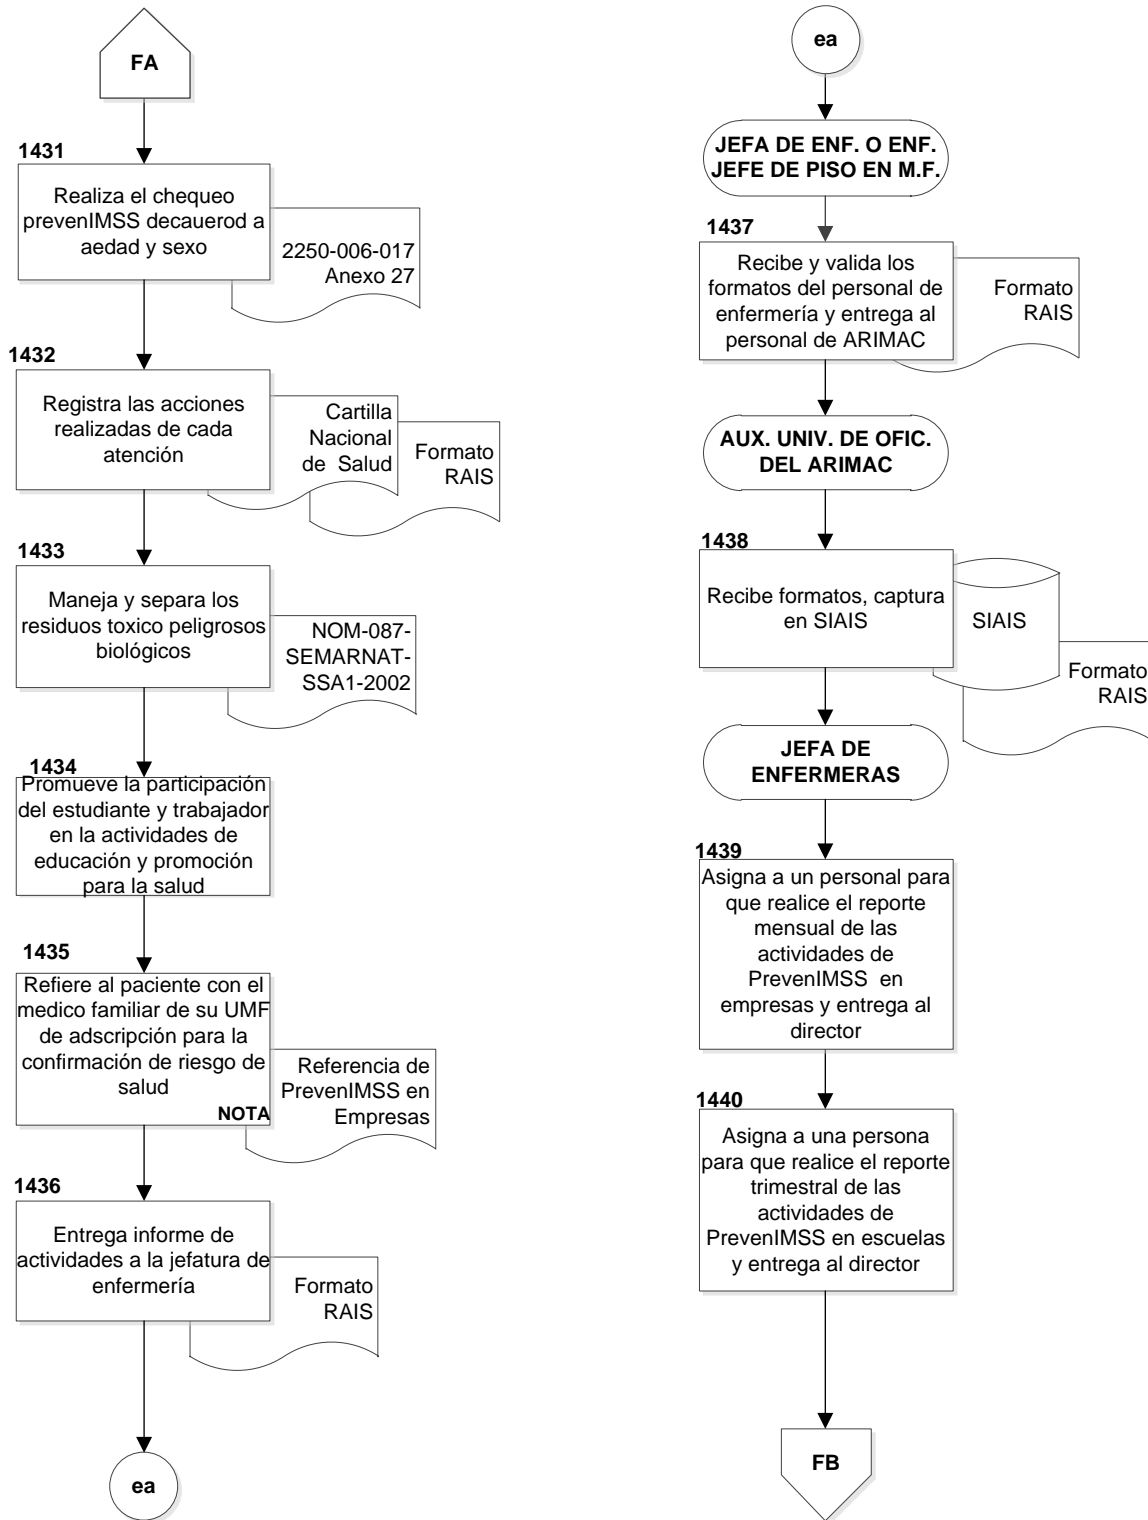 FA
1431
Realiza el chequeo
prevenIMSS decauerod a
aedad y sexo
2250-006-017
Anexo 27
1432
Registra las acciones
realizadas de cada
atención
Cartilla
Nacional
de Salud
Formato
RAIS
1433
Maneja y separa los
residuos toxico peligrosos
biológicos
NOM-087-
SEMARNAT-
SSA1-2002
1434
Promueve la participación
del estudiante y trabajador
en la actividades de
educación y promoción
para la salud
1435
Refiere al paciente con el
medico familiar de su UMF
de adscripción para la
confirmación de riesgo de
salud
NOTA
Referencia de
PrevenIMSS en
Empresas
1436
Entrega informe de
actividades a la jefatura de
enfermería
Formato
RAIS
ea
ea
JEFA DE ENF. O ENF.
JEFE DE PISO EN M.F.
1437
Recibe y valida los
formatos del personal de
enfermería y entrega al
personal de ARIMAC
Formato
RAIS
AUX. UNIV. DE OFIC.
DEL ARIMAC
1438
Recibe formatos, captura
en SIAIS
SIAIS
Formato
RAIS
JEFA DE
ENFERMERAS
1439
Asigna a un personal para
que realice el reporte
mensual de las
actividades de
PrevenIMSS en
empresas y entrega al
director
1440
Asigna a una persona
para que realice el reporte
trimestral de las
actividades de
PrevenIMSS en escuelas
y entrega al director
FB